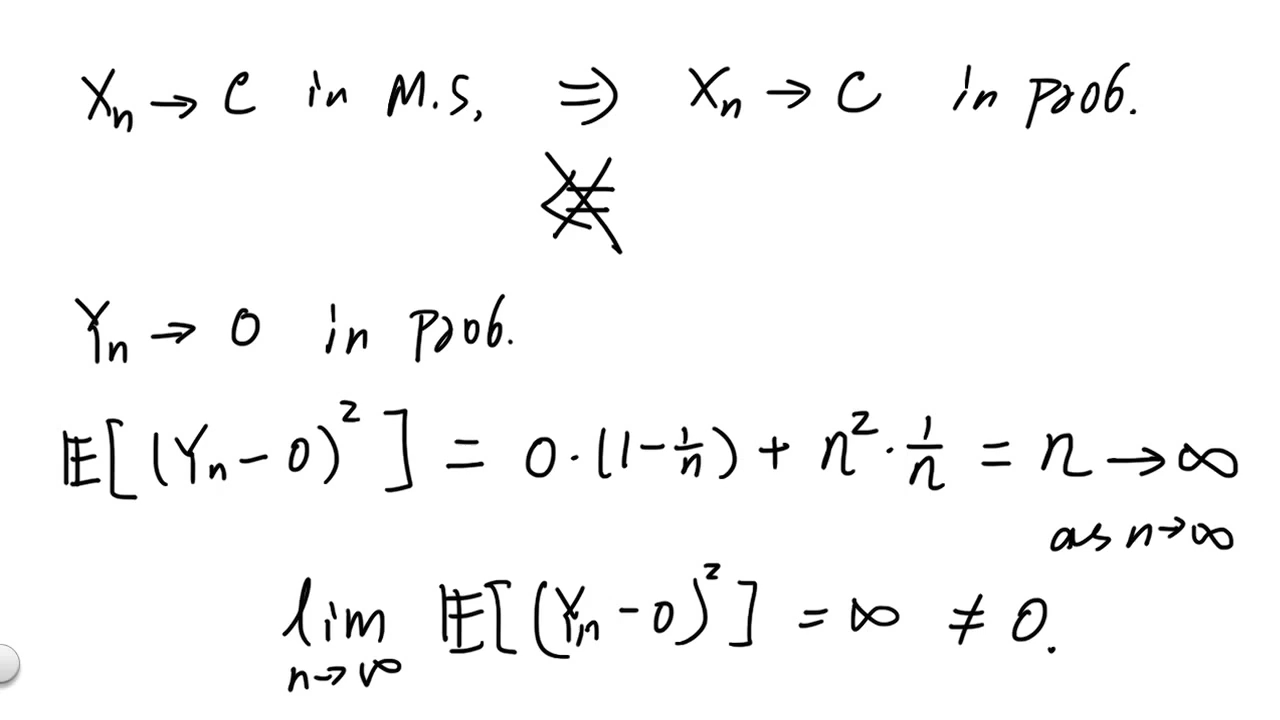 Xₙ → C in M.S, ⇒ Xₙ → C in prob.
⇍
Yₙ → 0 in prob.
𝔼[(Yₙ − 0)²] = 0 · (1 − 1/n) + n² · 1/n = n → ∞
as n → ∞
lim 𝔼[(Yₙ − 0)²] = ∞ ≠ 0.
n → ∞